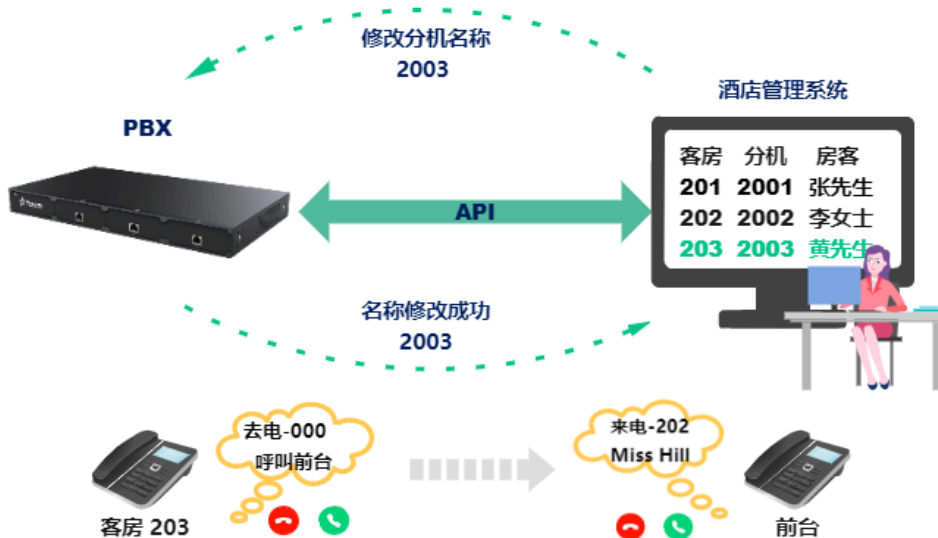 修改分机名称
2003
酒店管理系统
PBX
客房 分机 房客
201 2001 张先生
202 2002 李女士
203 2003 黄先生
API
名称修改成功
2003
去电-000
呼叫前台
来电-202
Miss Hill
客房 203
前台